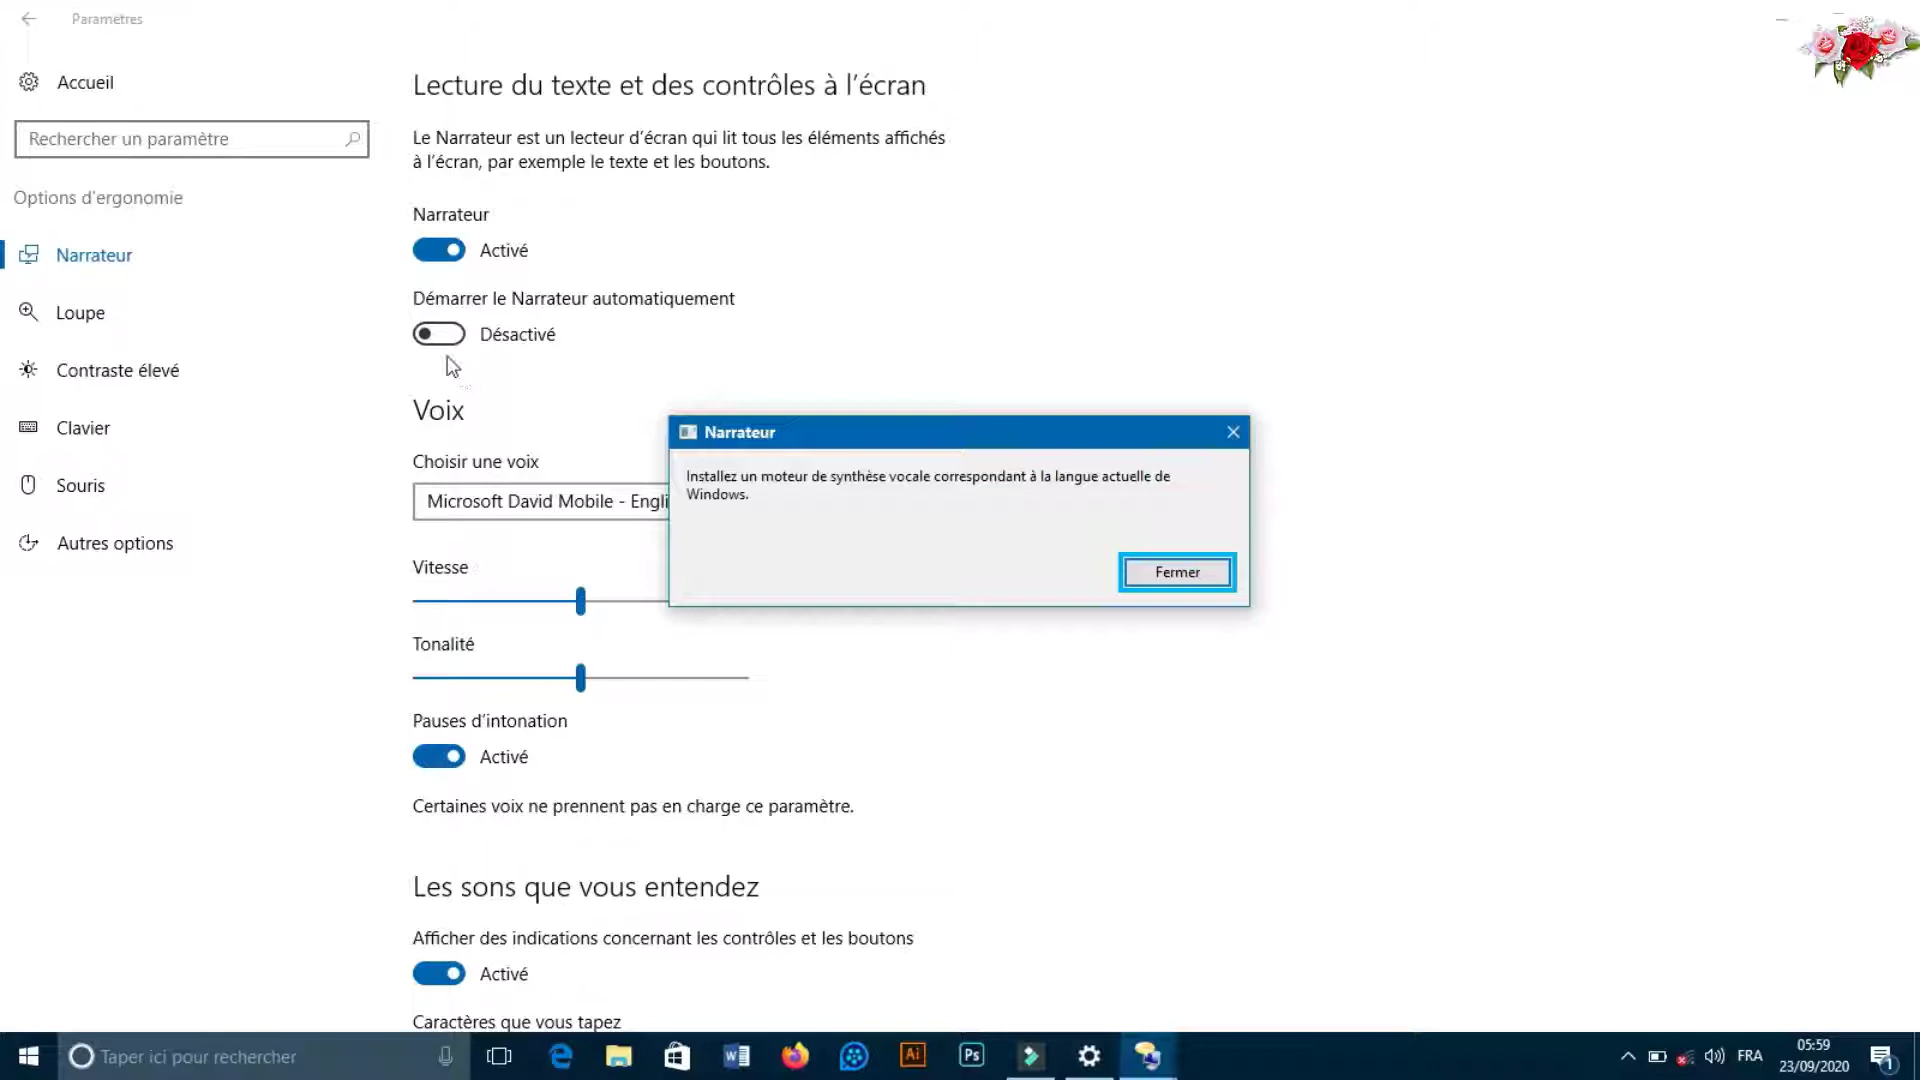 Paramètres
Accueil
Rechercher un paramètre
Options d'ergonomie
Narrateur
Loupe
Contraste élevé
Clavier
Souris
Autres options
Lecture du texte et des contrôles à l’écran
Le Narrateur est un lecteur d’écran qui lit tous les éléments affichés
à l’écran, par exemple le texte et les boutons.
Narrateur
Activé
Démarrer le Narrateur automatiquement
Désactivé
Voix
Choisir une voix
Microsoft David Mobile - Engli
Vitesse
Tonalité
Pauses d’intonation
Activé
Certaines voix ne prennent pas en charge ce paramètre.
Les sons que vous entendez
Afficher des indications concernant les contrôles et les boutons
Activé
Caractères que vous tapez
Narrateur
Installez un moteur de synthèse vocale correspondant à la langue actuelle de
Windows.
Fermer
Taper ici pour rechercher
Ai
Ps
FRA
05:59
23/09/2020
1